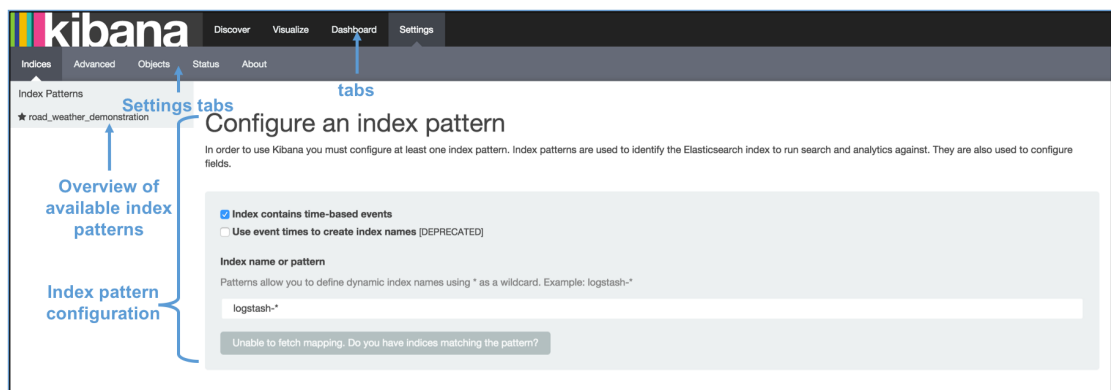 kibana Discover Visualize Dashboard Settings
Indices Advanced Objects Status About
tabs
Index Patterns
Settings tabs
road_weather_demonstration
Configure an index pattern
In order to use Kibana you must configure at least one index pattern. Index patterns are used to identify the Elasticsearch index to run search and analytics against. They are also used to configure
fields.
Overview of
available index
patterns
Index contains time-based events
Use event times to create index names [DEPRECATED]
Index name or pattern
Patterns allow you to define dynamic index names using * as a wildcard. Example: logstash-*
Index pattern
configuration
logstash-*
Unable to fetch mapping. Do you have indices matching the pattern?